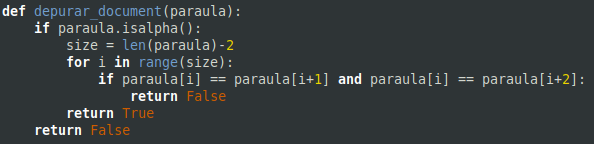 def depurar_document(paraula):
    if paraula.isalpha():
        size = len(paraula)-2
        for i in range(size):
            if paraula[i] == paraula[i+1] and paraula[i] == paraula[i+2]:
                return False
        return True
    return False